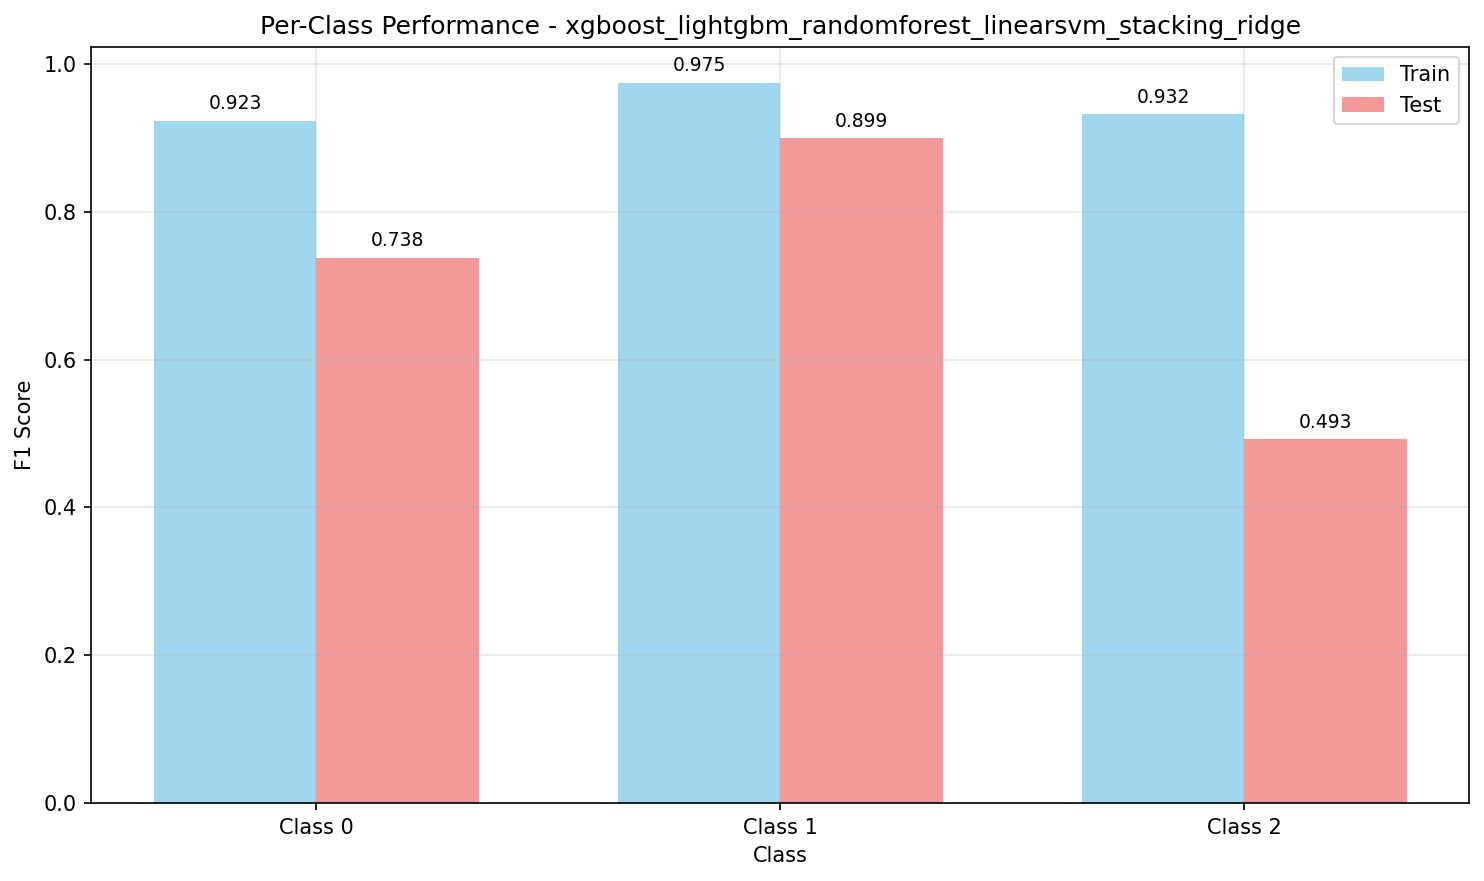 Per-Class Performance - xgboost_lightgbm_randomforest_linearsvm_stacking_ridge
Train
Test
F1 Score
1.0
0.8
0.6
0.4
0.2
0.0
0.923
0.738
0.975
0.899
0.932
0.493
Class 0
Class 1
Class 2
Class